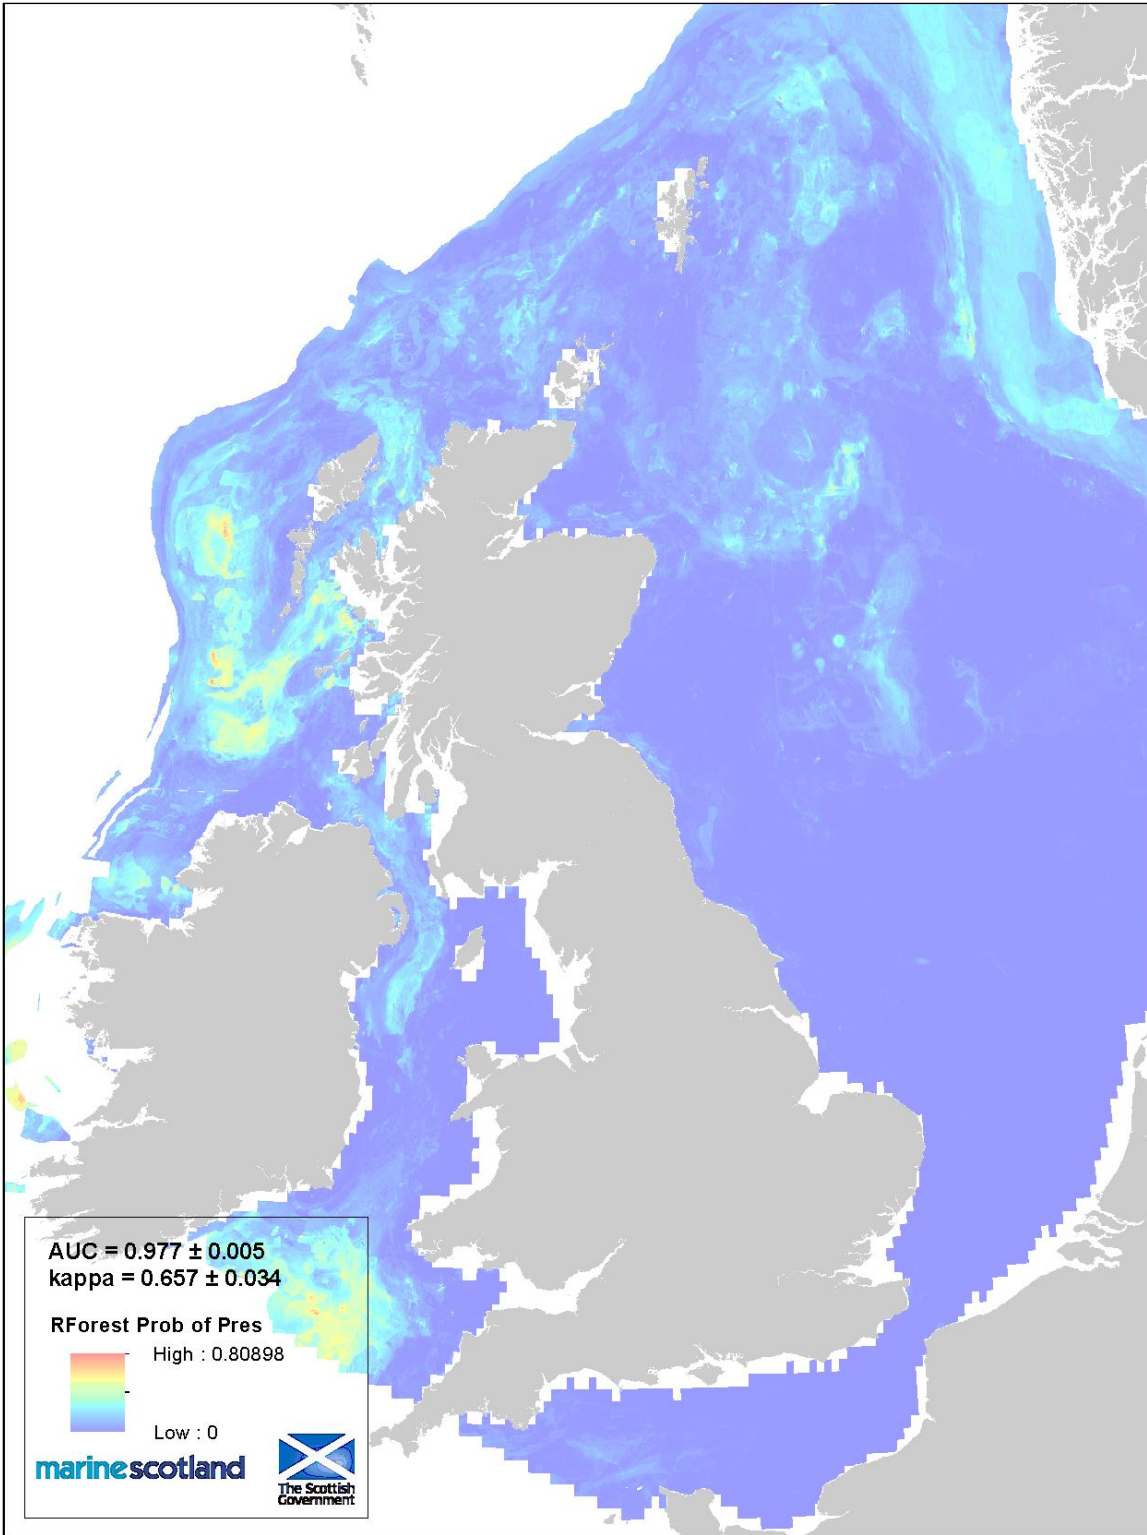 AUC = 0.977 ± 0.005
kappa = 0.657 ± 0.034
RForest Prob of Pres
High : 0.80898
Low : 0
marinescotland
The Scottish
Government